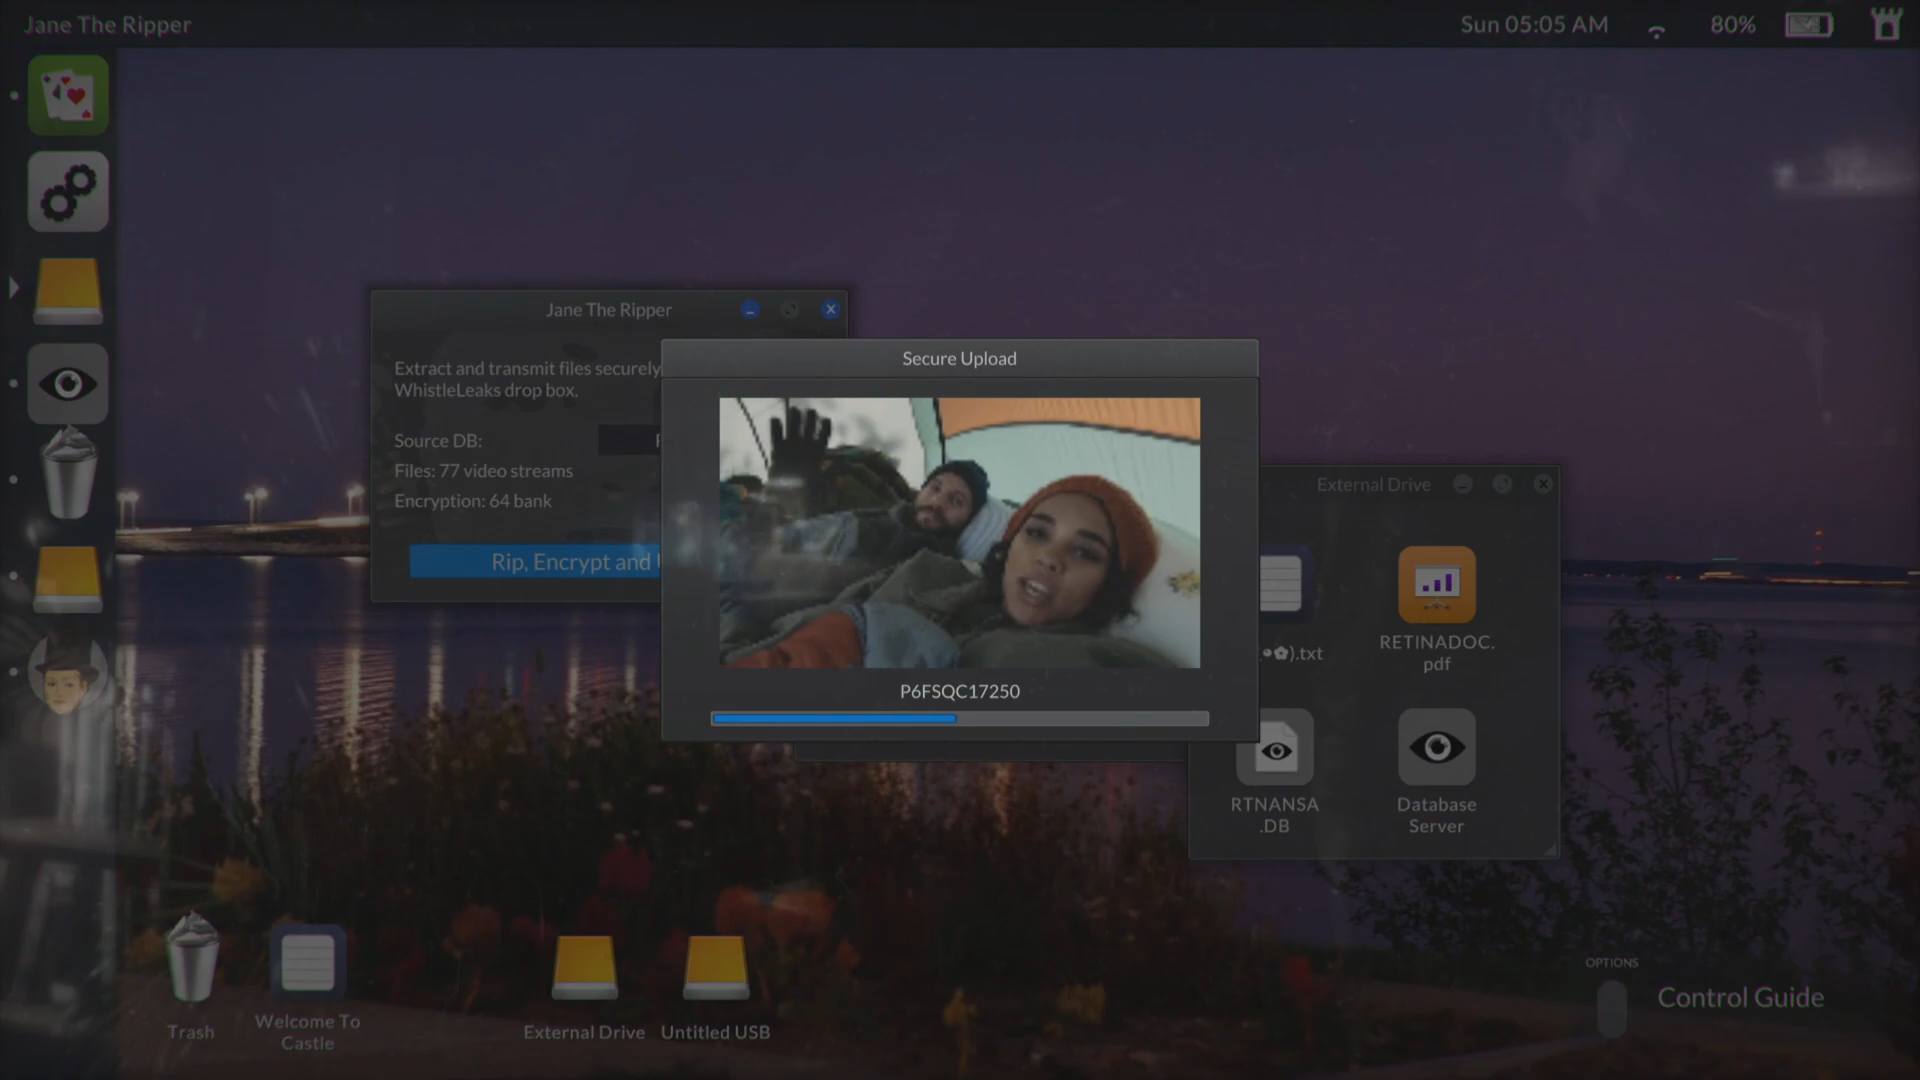 Jane The Ripper
Sun 05:05 AM
80%
Jane The Ripper
Extract and transmit files securely
WhistleLeaks drop box.
Source DB:
Files: 77 video streams
Encryption: 64 bank
Rip, Encrypt and
Secure Upload
P6FSQC17250
External Drive
).txt
RETINADOC.
pdf
RTNANSA
.DB
Database
Server
Trash
Welcome To
Castle
External Drive
Untitled USB
OPTIONS
Control Guide